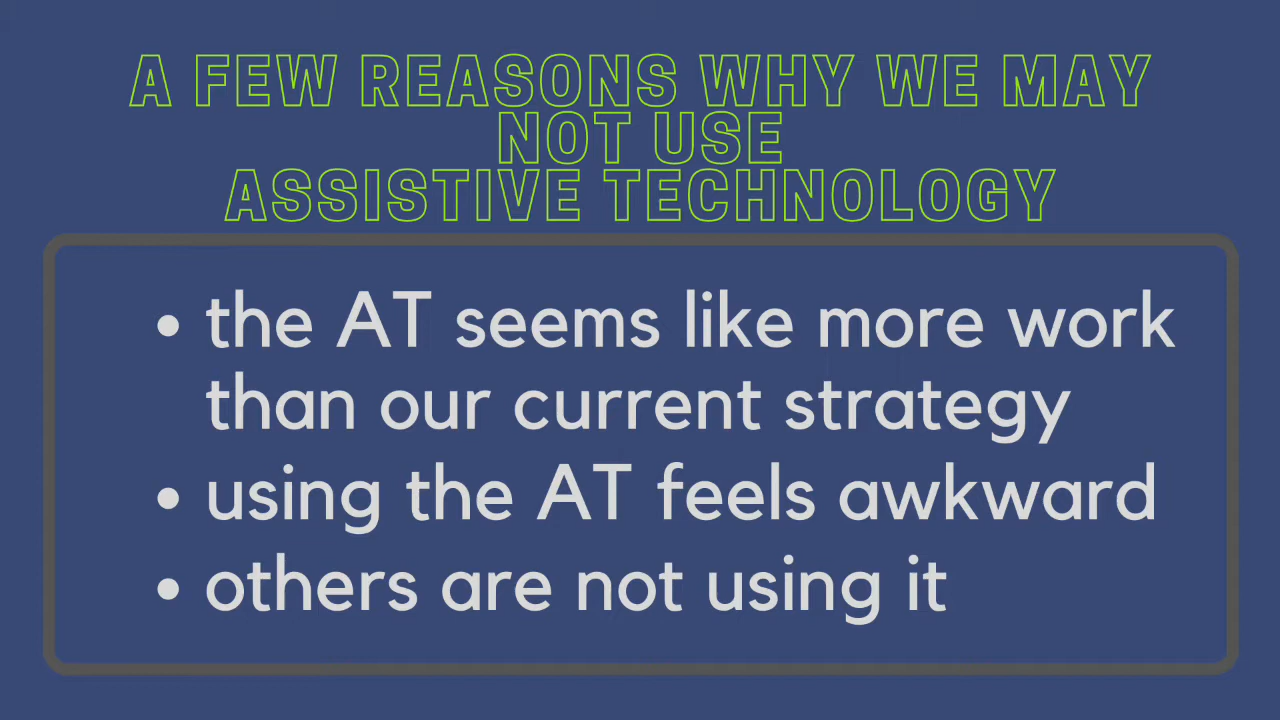 A FEW REASONS WHY WE MAY
NOT USE
ASSISTIVE TECHNOLOGY
• the AT seems like more work
than our current strategy
• using the AT feels awkward
• others are not using it